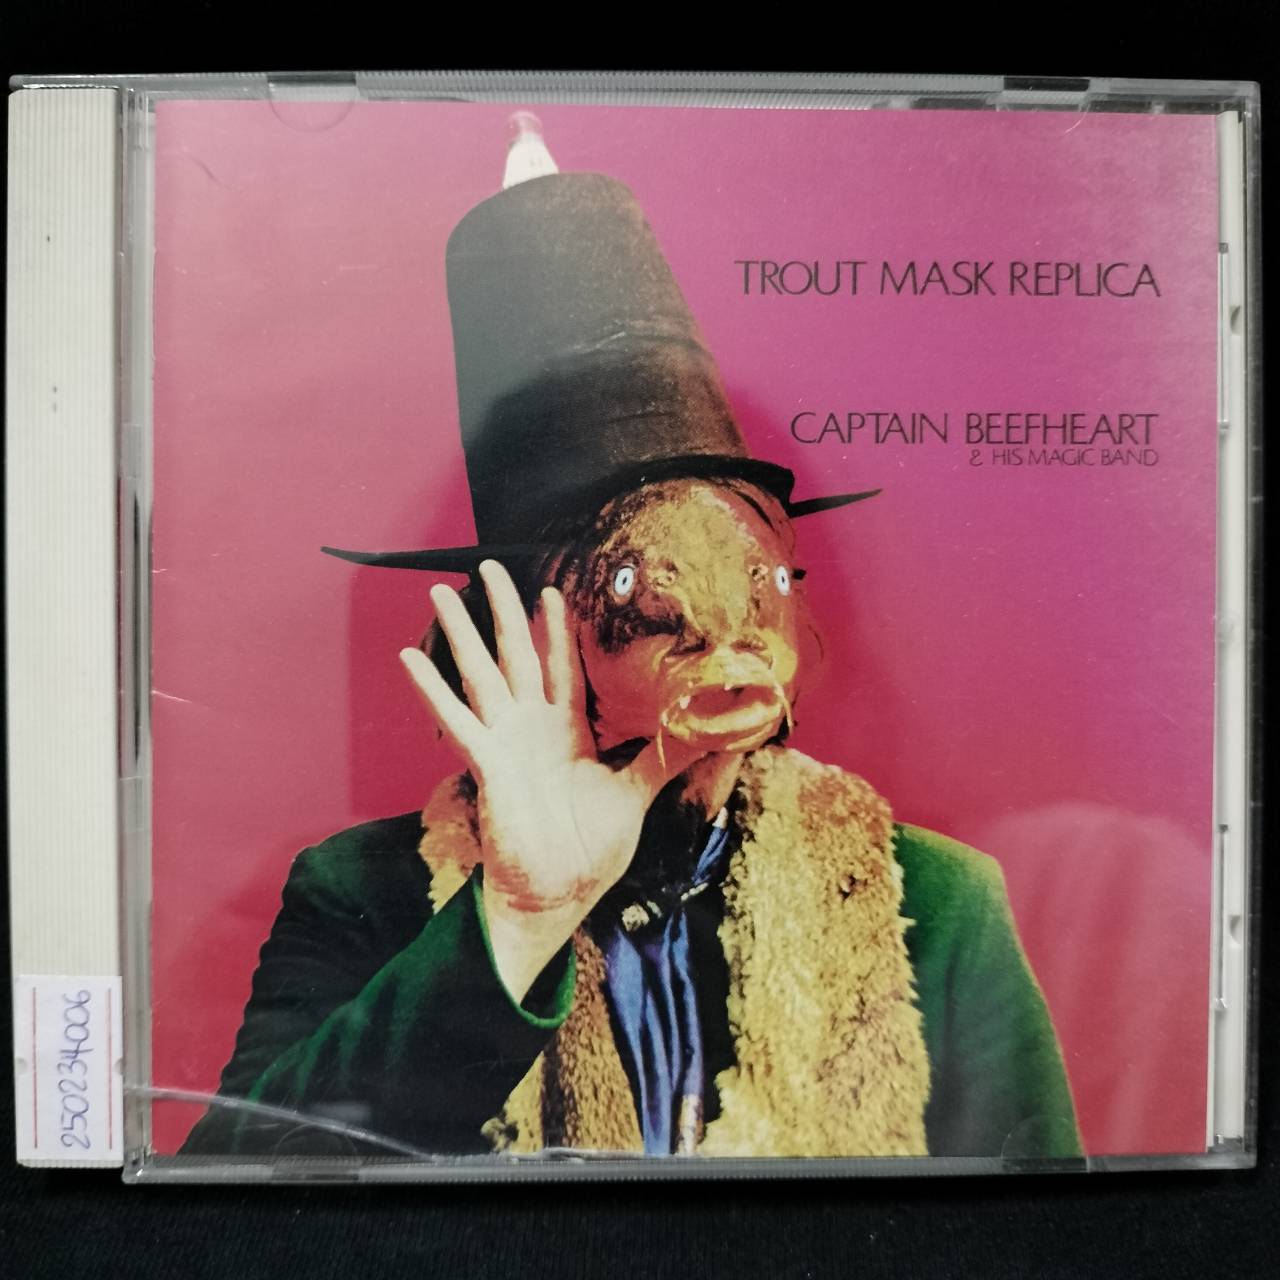 TROUT MASK REPLICA
CAPTAIN BEEFHEART
& HIS MAGIC BAND
250234006